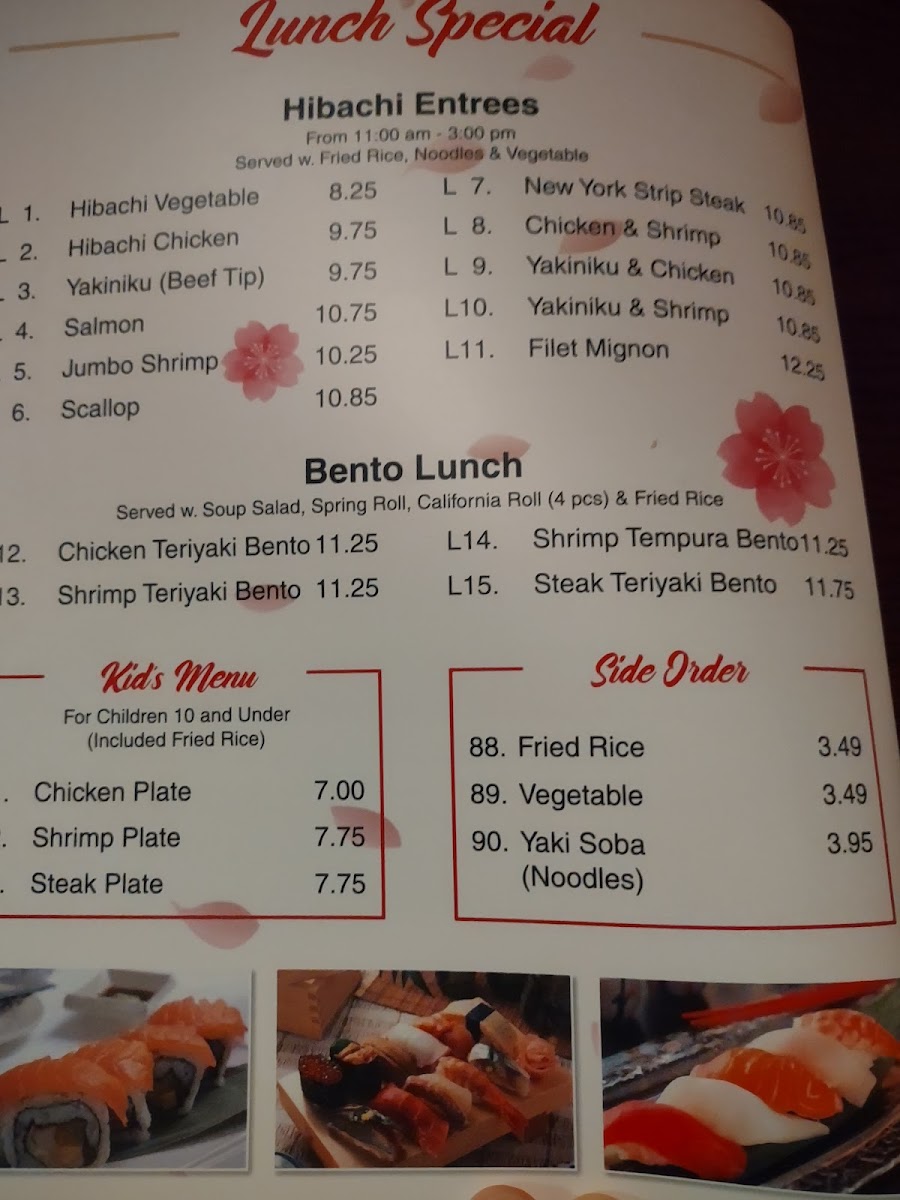 Lunch Special
Hibachi Entrees
From 11:00 am - 3:00 pm
Served w. Fried Rice, Noodles & Vegetable
L 1. Hibachi Vegetable 8.25
L 2. Hibachi Chicken 9.75
3. Yakiniku (Beef Tip) 9.75
4. Salmon 10.75
5. Jumbo Shrimp 10.25
6. Scallop 10.85
L 7. New York Strip Steak 10.85
L 8. Chicken & Shrimp 10.85
L 9. Yakiniku & Chicken 10.85
L10. Yakiniku & Shrimp 10.85
L11. Filet Mignon 12.25
Bento Lunch
Served w. Soup Salad, Spring Roll, California Roll (4 pcs) & Fried Rice
12. Chicken Teriyaki Bento 11.25
13. Shrimp Teriyaki Bento 11.25
L14. Shrimp Tempura Bento 11.25
L15. Steak Teriyaki Bento 11.75
Kid's Menu
For Children 10 and Under
(Included Fried Rice)
. Chicken Plate 7.00
. Shrimp Plate 7.75
. Steak Plate 7.75
Side Order
88. Fried Rice 3.49
89. Vegetable 3.49
90. Yaki Soba 3.95
(Noodles)